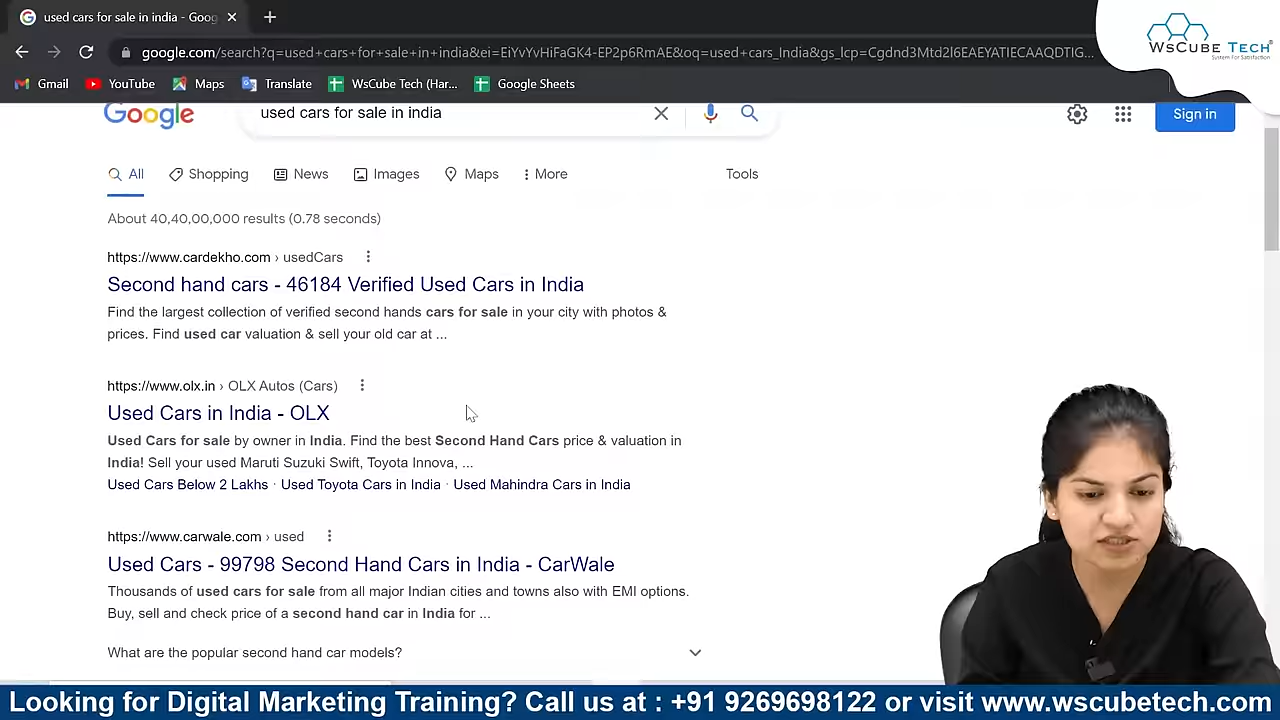 used cars for sale in india - Goog
WsCube Tech
System For Satisfaction
google.com/search?q=used+cars+for+sale+in+india&ei=EHVYYvHiFeGK4-EP2p6RmAE&oq=used+cars_India&gs_lcp=Cgdnd3Mtd2l6EAEYATIECAAQDTIG...
Gmail YouTube Maps Translate WsCube Tech (Har... Google Sheets
Google used cars for sale in india Sign in
All Shopping News Images Maps More Tools
About 40,40,00,000 results (0.78 seconds)
https://www.cardekho.com › usedCars
Second hand cars - 46184 Verified Used Cars in India
Find the largest collection of verified second hands cars for sale in your city with photos &
prices. Find used car valuation & sell your old car at ...
https://www.olx.in › OLX Autos (Cars)
Used Cars in India - OLX
Used Cars for sale by owner in India. Find the best Second Hand Cars price & valuation in
India! Sell your used Maruti Suzuki Swift, Toyota Innova, ...
Used Cars Below 2 Lakhs · Used Toyota Cars in India · Used Mahindra Cars in India
https://www.carwale.com › used
Used Cars - 99798 Second Hand Cars in India - CarWale
Thousands of used cars for sale from all major Indian cities and towns also with EMI options.
Buy, sell and check price of a second hand car in India for ...
What are the popular second hand car models?
Looking for Digital Marketing Training? Call us at : +91 9269698122 or visit www.wscubetech.com